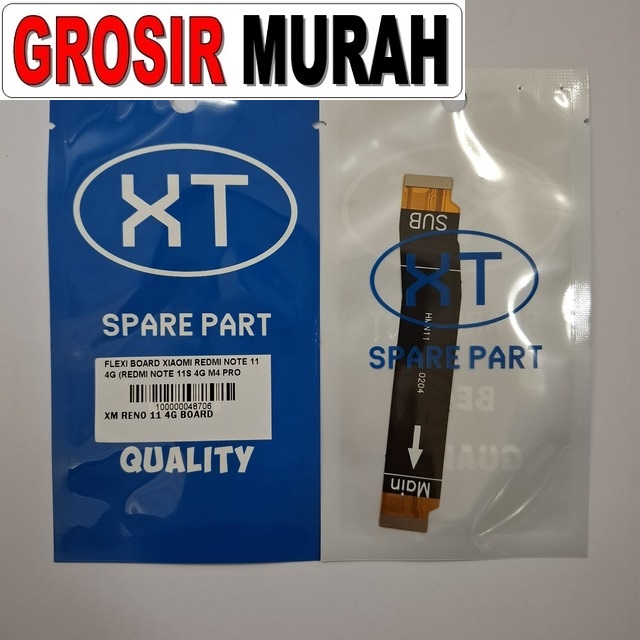 GROSIR MURAH
XT
SPARE PART
FLEXI BOARD XIAOMI REDMI NOTE 11
4G (REDMI NOTE 11S 4G M4 PRO
100000048706
XM RENO 11 4G BOARD
QUALITY
SUB
XT
SPARE PART
0204
Main